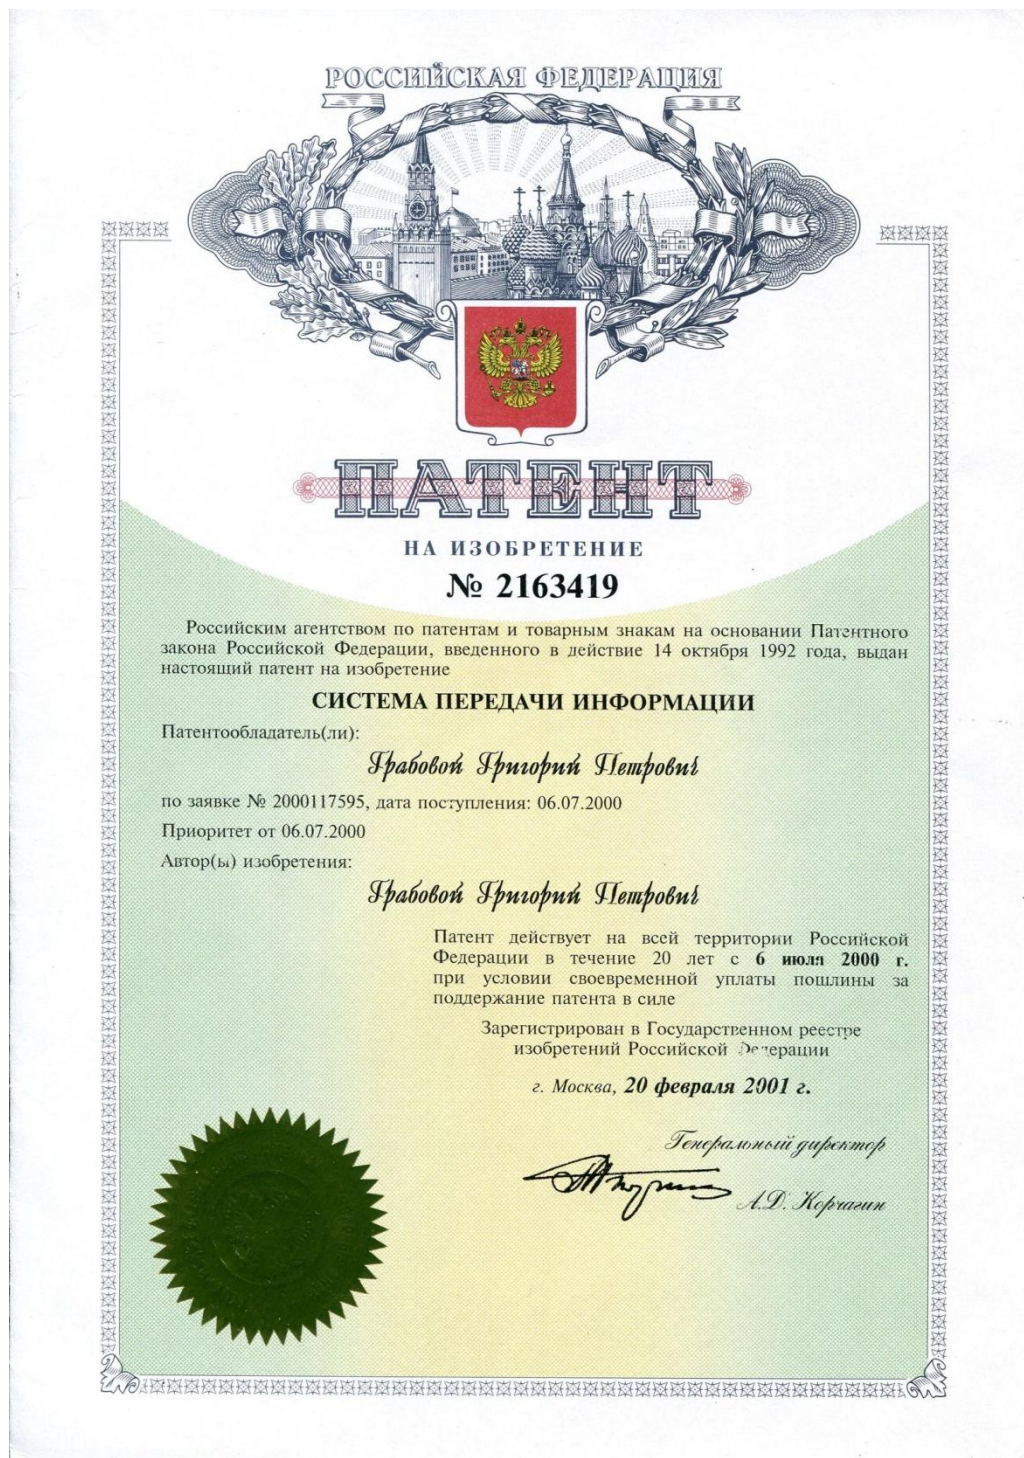 РОССИЙСКАЯ ФЕДЕРАЦИЯ
ПАТЕНТ
НА ИЗОБРЕТЕНИЕ
№ 2163419
Российским агентством по патентам и товарным знакам на основании Патентного
закона Российской Федерации, введенного в действие 14 октября 1992 года, выдан
настоящий патент на изобретение
СИСТЕМА ПЕРЕДАЧИ ИНФОРМАЦИИ
Патентообладатель(ли):
Грабовой Григорий Петрович
по заявке № 2000117595, дата поступления: 06.07.2000
Приоритет от 06.07.2000
Автор(ы) изобретения:
Грабовой Григорий Петрович
Патент действует на всей территории Российской
Федерации в течение 20 лет с 6 июля 2000 г.
при условии своевременной уплаты пошлины за
поддержание патента в силе
Зарегистрирован в Государственном реестре
изобретений Российской Федерации
г. Москва, 20 февраля 2001 г.
Генеральный директор
А.Д. Корчагин